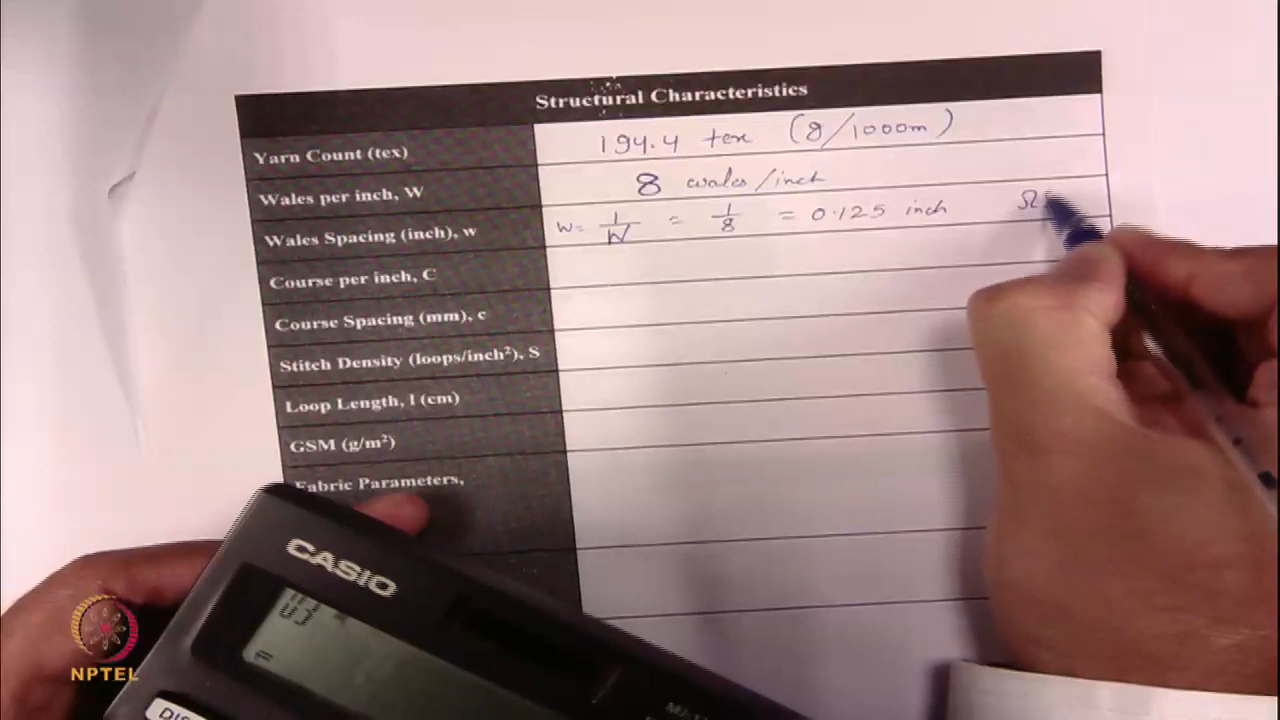 Structural Characteristics
Yarn Count (tex) 194.4 tex (g/1000m)
Wales per inch, W 8 wales/inch
Wales Spacing (inch), w w = 1/W = 1/8 = 0.125 inch
Course per inch, C
Course Spacing (mm), c
Stitch Density (loops/inch²), S
Loop Length, l (cm)
GSM (g/m²)
Fabric Parameters,
CASIO
NPTEL